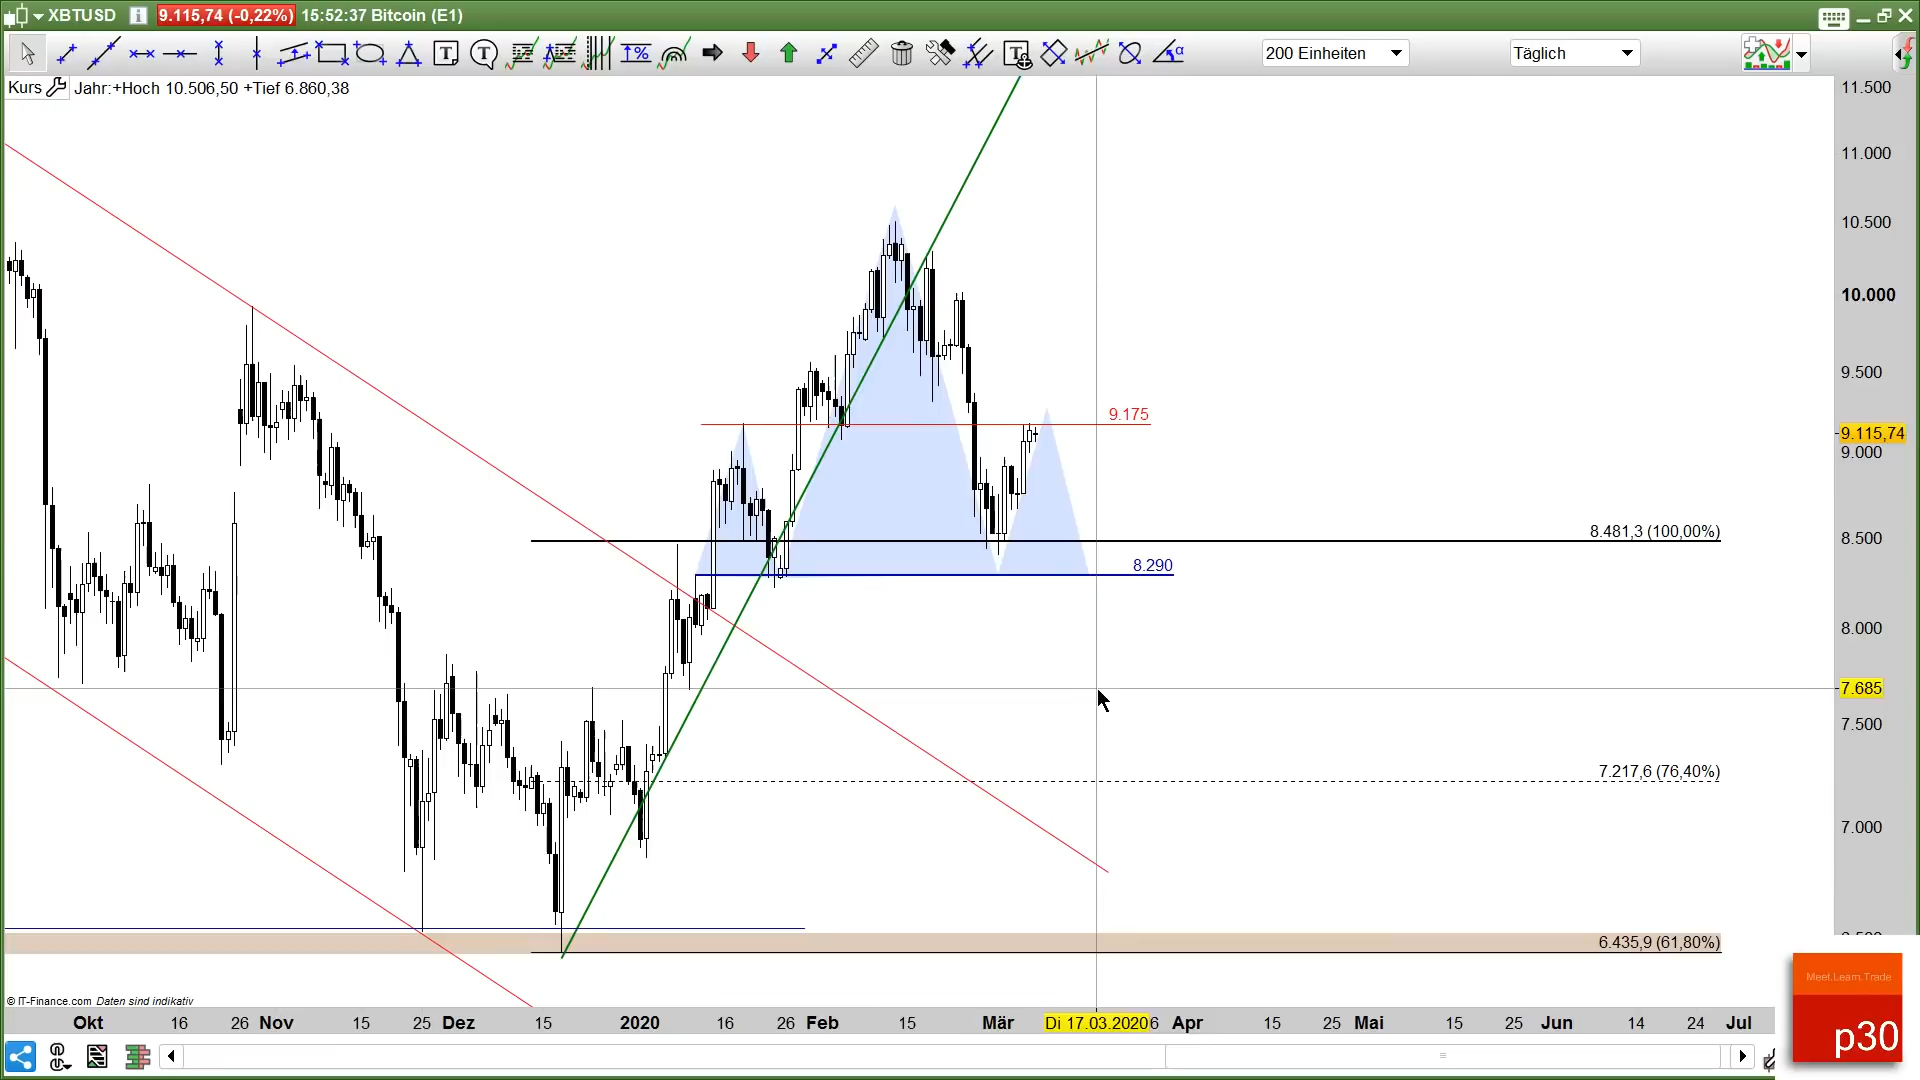 XBTUSD 9.115,74 (-0,22%) 15:52:37 Bitcoin (E1)
200 Einheiten
Täglich
Kurs Jahr:+Hoch 10.506,50 +Tief 6.860,38
11.500
11.000
10.500
10.000
9.500
9.175
9.115,74
9.000
8.481,3 (100,00%)
8.500
8.290
8.000
7.685
7.500
7.217,6 (76,40%)
7.000
6.435,9 (61,80%)
Meet.Learn.Trade
p30
© IT-Finance.com Daten sind indikativ
Okt 16 26 Nov 15 25 Dez 15 2020 16 26 Feb 15 Mär Di 17.03.2020 6 Apr 15 25 Mai 15 25 Jun 14 24 Jul